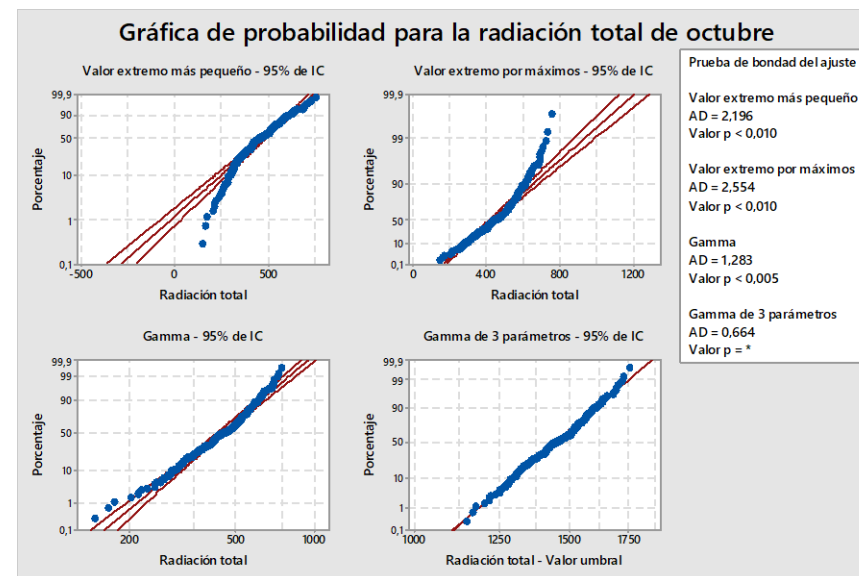 Gráfica de probabilidad para la radiación total de octubre
Valor extremo más pequeño - 95% de IC
99,9
90
50
10
1
0,1
Porcentaje
-500
0
500
Radiación total
Valor extremo por máximos - 95% de IC
99,9
99
90
50
10
0,1
Porcentaje
0
400
800
1200
Radiación total
Gamma - 95% de IC
99,9
99
90
50
10
1
0,1
Porcentaje
200
500
1000
Radiación total
Gamma de 3 parámetros - 95% de IC
99,9
99
90
50
10
1
0,1
Porcentaje
1000
1250
1500
1750
Radiación total - Valor umbral
Prueba de bondad del ajuste
Valor extremo más pequeño
AD = 2,196
Valor p < 0,010
Valor extremo por máximos
AD = 2,554
Valor p < 0,010
Gamma
AD = 1,283
Valor p < 0,005
Gamma de 3 parámetros
AD = 0,664
Valor p = *